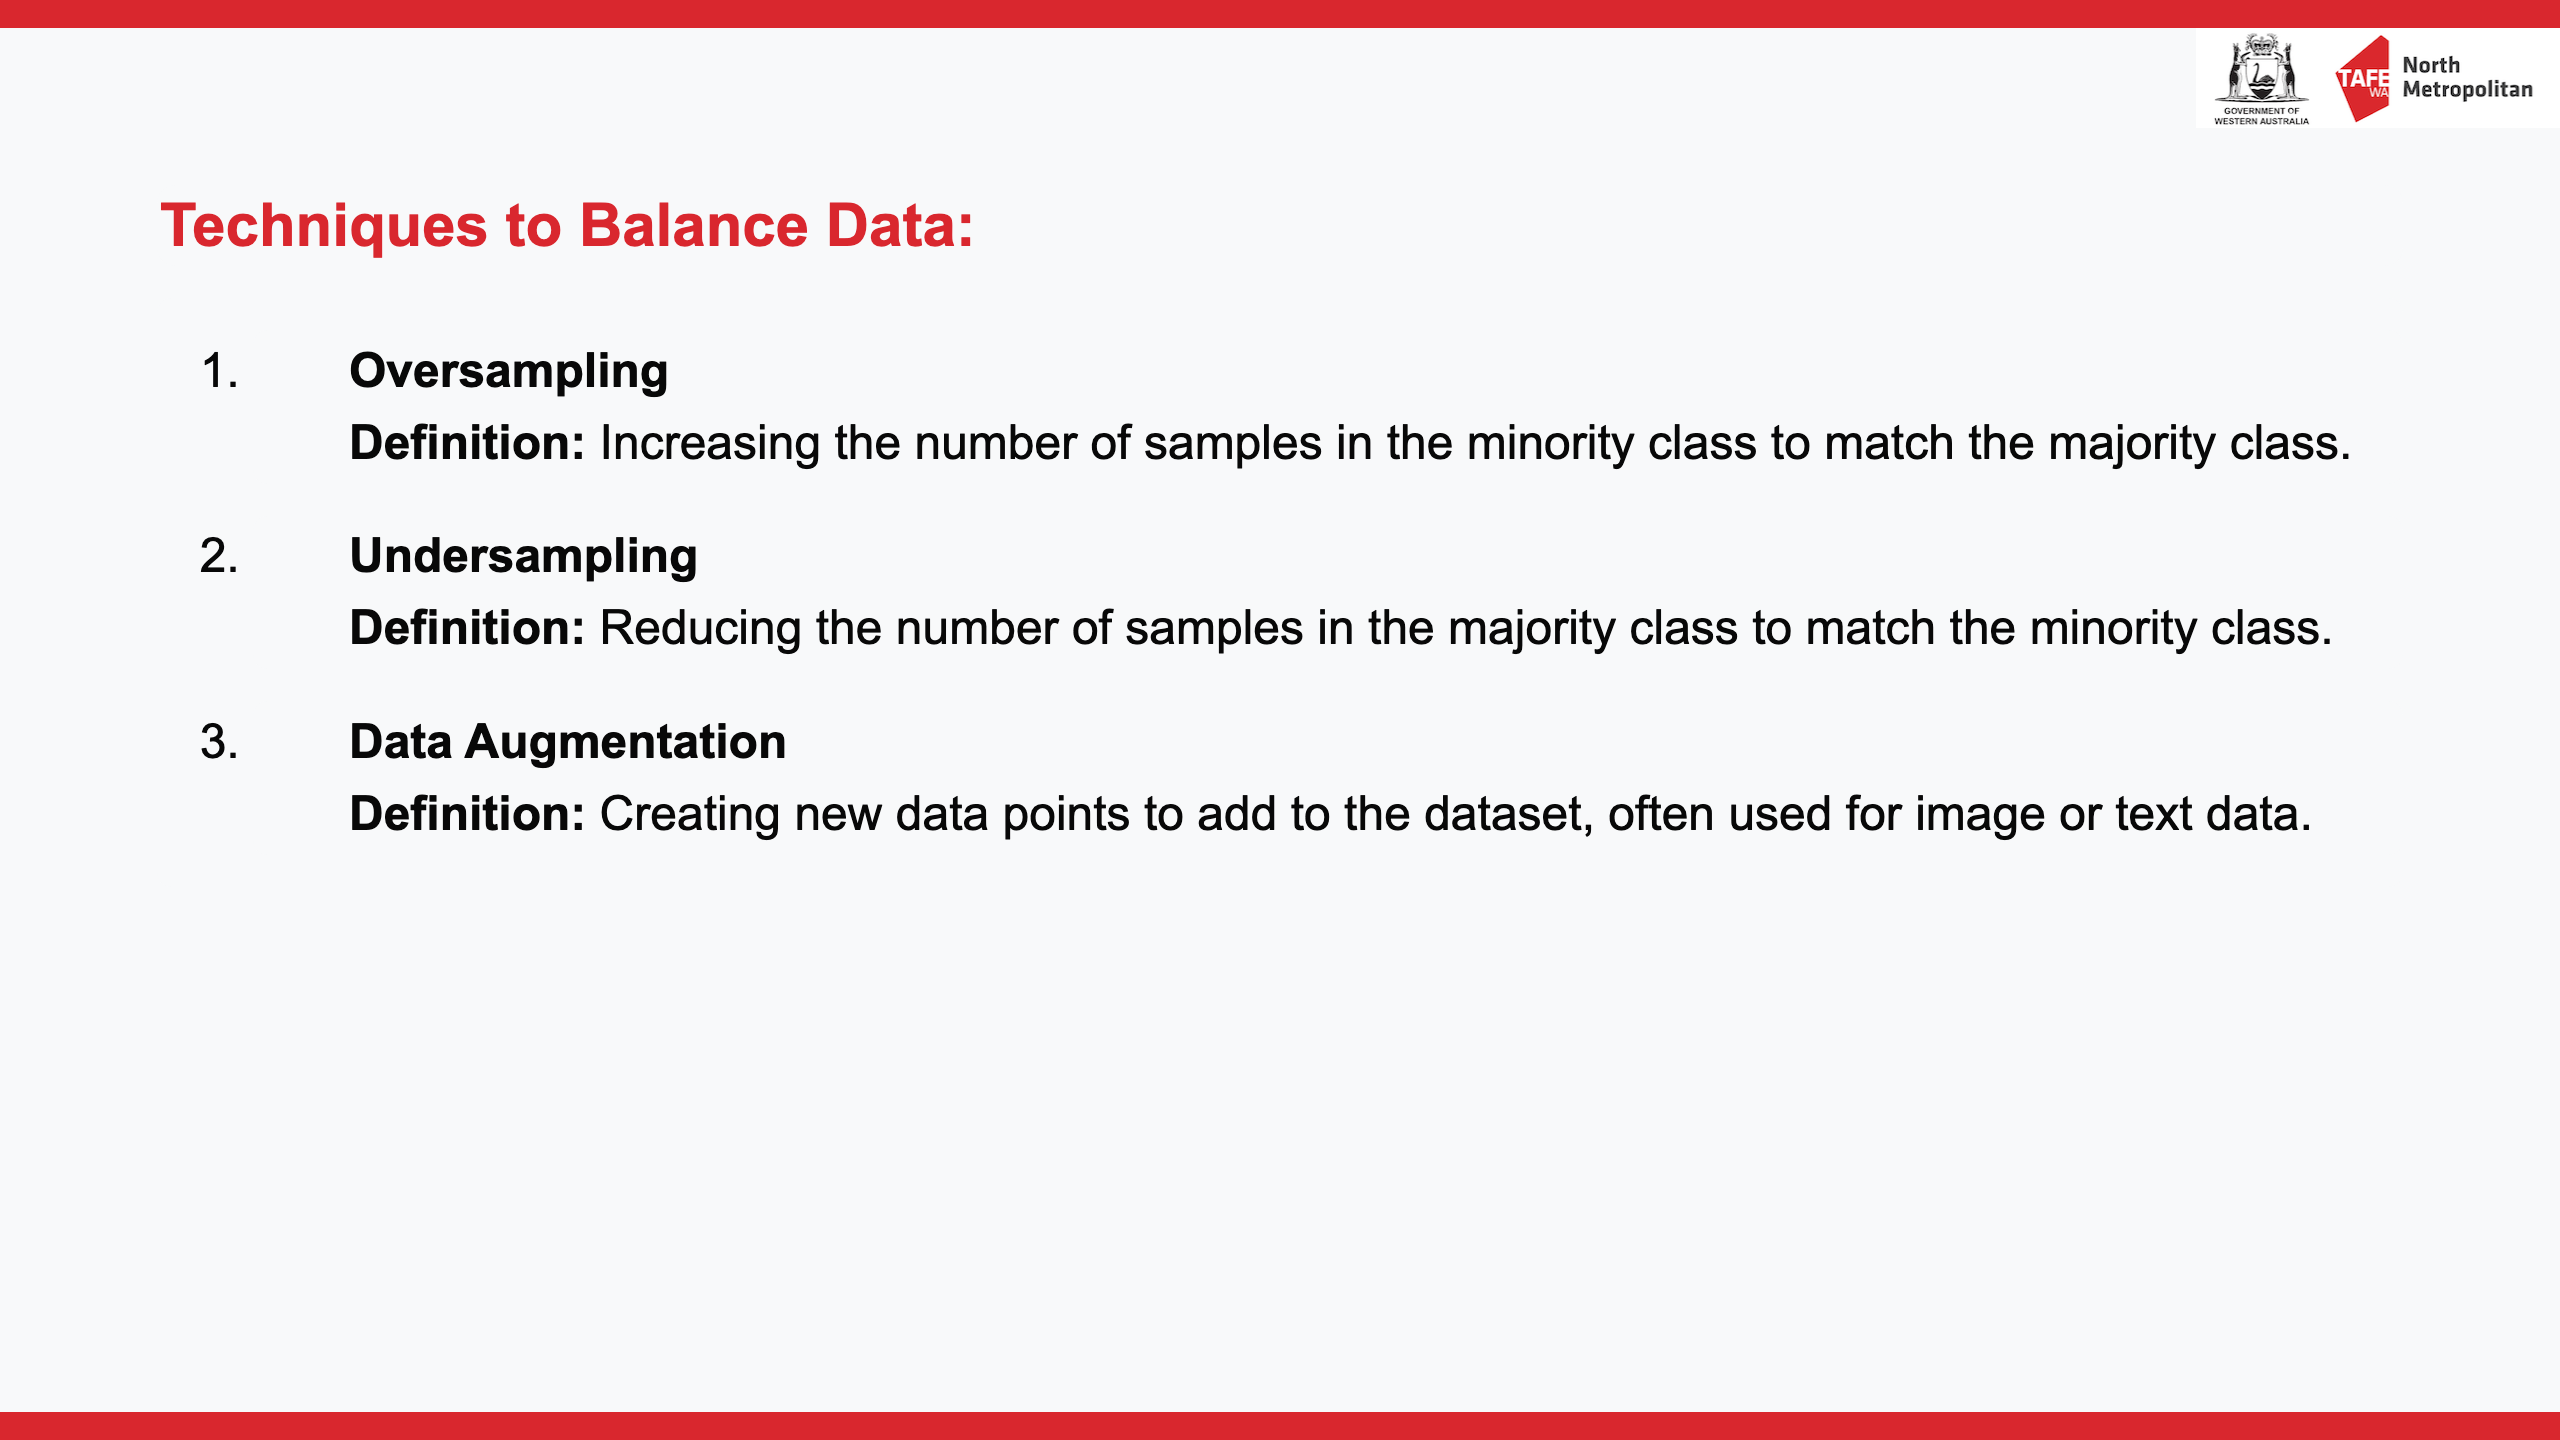 GOVERNMENT OF
WESTERN AUSTRALIA
TAFE
WA
North
Metropolitan
Techniques to Balance Data:
1. Oversampling
Definition: Increasing the number of samples in the minority class to match the majority class.
2. Undersampling
Definition: Reducing the number of samples in the majority class to match the minority class.
3. Data Augmentation
Definition: Creating new data points to add to the dataset, often used for image or text data.